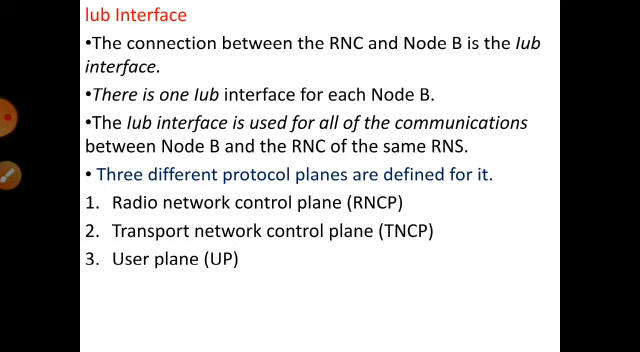 Iub Interface
•The connection between the RNC and Node B is the Iub
interface.
•There is one Iub interface for each Node B.
•The Iub interface is used for all of the communications
between Node B and the RNC of the same RNS.
• Three different protocol planes are defined for it.
1. Radio network control plane (RNCP)
2. Transport network control plane (TNCP)
3. User plane (UP)